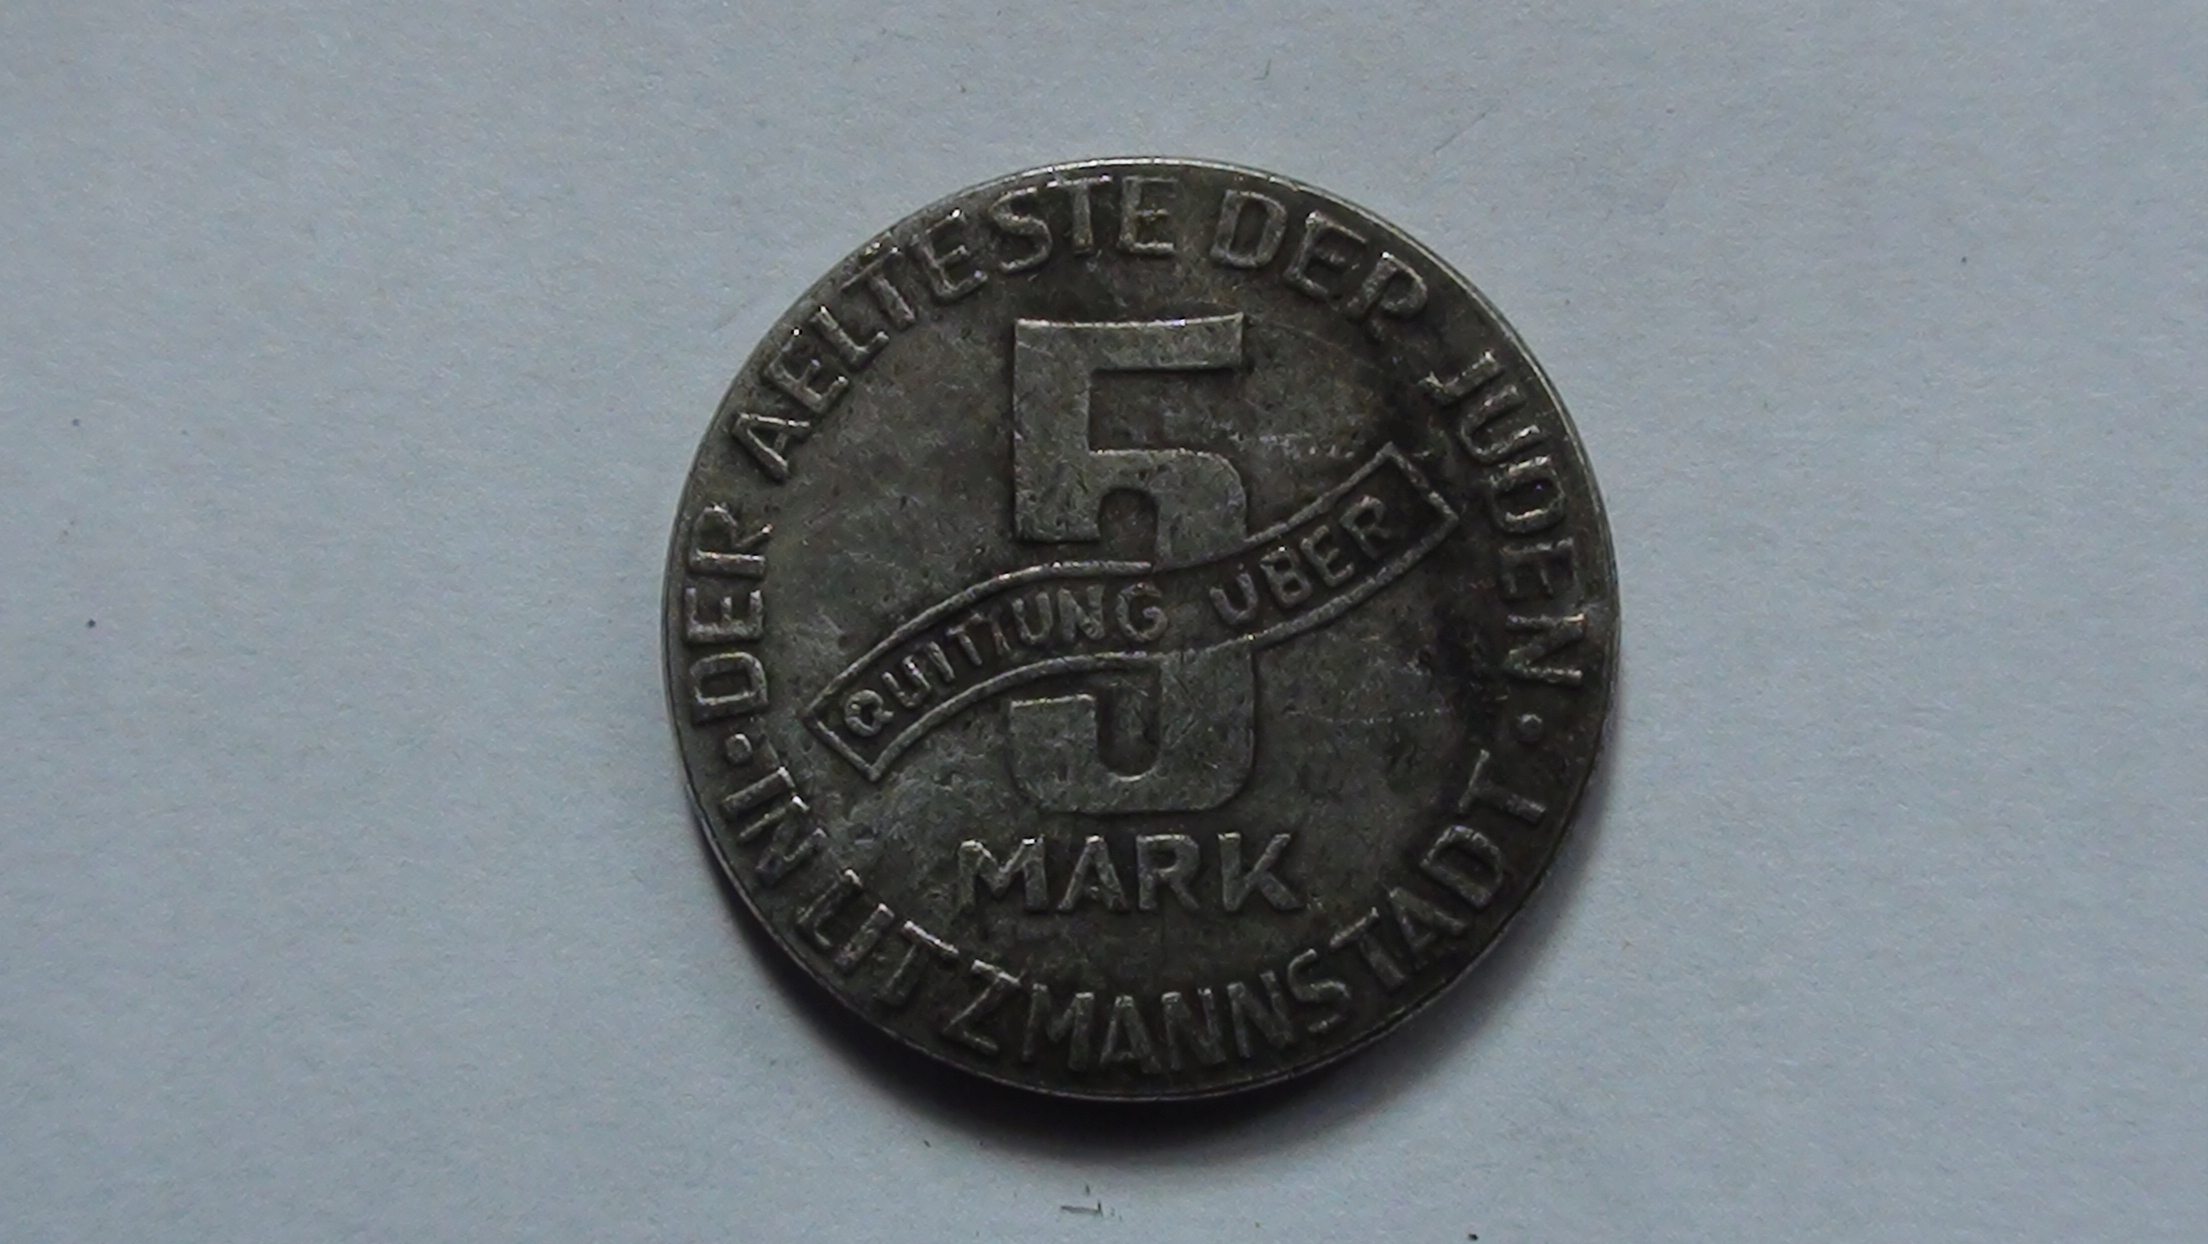 · DER AELTESTE DER JUDEN ·
5
QUITTUNG ÜBER
MARK
IN LITZMANNSTADT